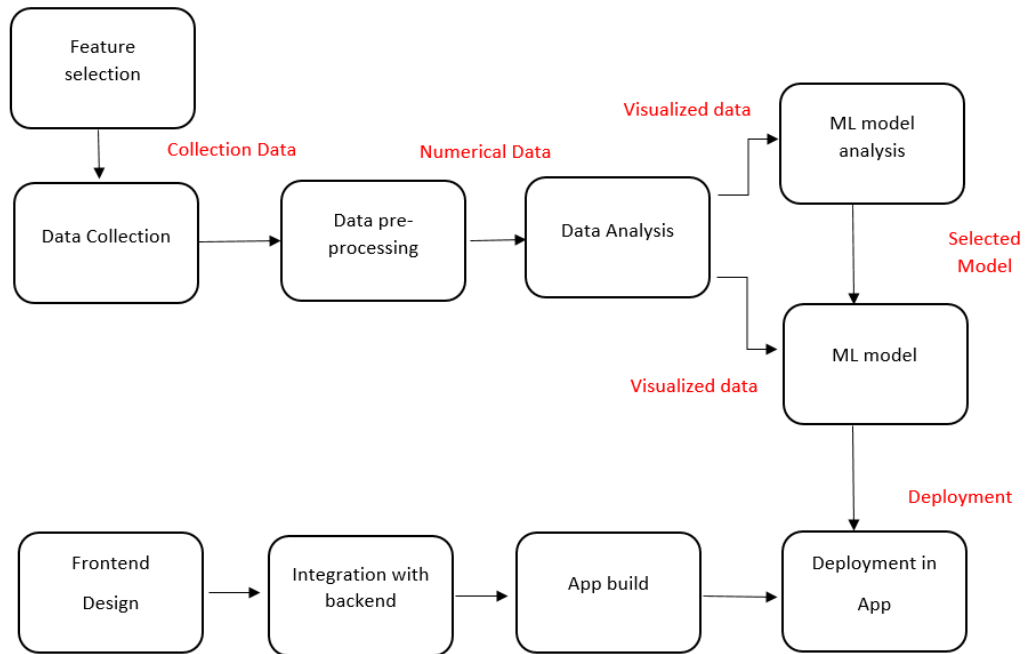 Feature
selection
Visualized data
ML model
analysis
Collection Data
Numerical Data
Data Collection
Data pre-
processing
Data Analysis
Selected
Model
ML model
Visualized data
Deployment
Frontend
Design
Integration with
backend
App build
Deployment in
App